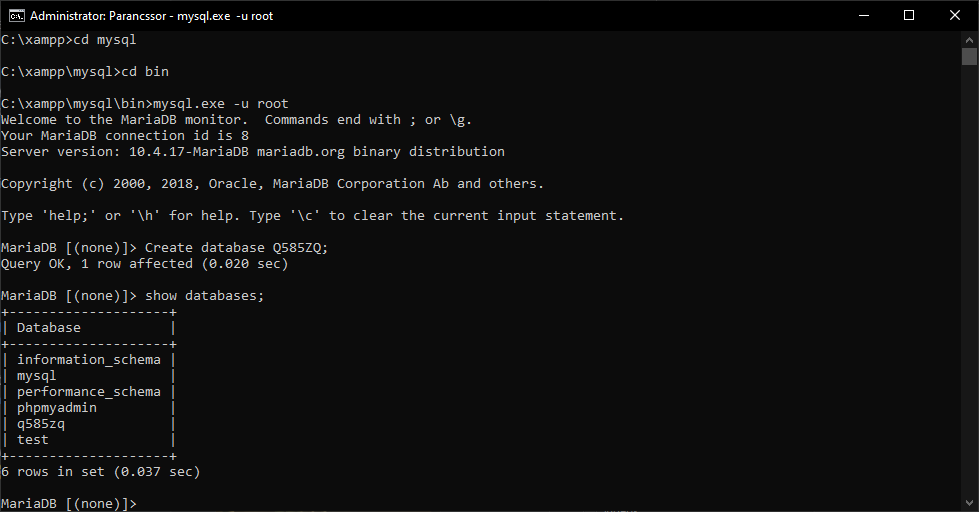 Administrator: Parancssor - mysql.exe  -u root
C:\xampp>cd mysql
C:\xampp\mysql>cd bin
C:\xampp\mysql\bin>mysql.exe -u root
Welcome to the MariaDB monitor.  Commands end with ; or \g.
Your MariaDB connection id is 8
Server version: 10.4.17-MariaDB mariadb.org binary distribution
Copyright (c) 2000, 2018, Oracle, MariaDB Corporation Ab and others.
Type 'help;' or '\h' for help. Type '\c' to clear the current input statement.
MariaDB [(none)]> Create database Q585ZQ;
Query OK, 1 row affected (0.020 sec)
MariaDB [(none)]> show databases;
+--------------------+
| Database           |
+--------------------+
| information_schema |
| mysql              |
| performance_schema |
| phpmyadmin         |
| q585zq             |
| test               |
+--------------------+
6 rows in set (0.037 sec)
MariaDB [(none)]>